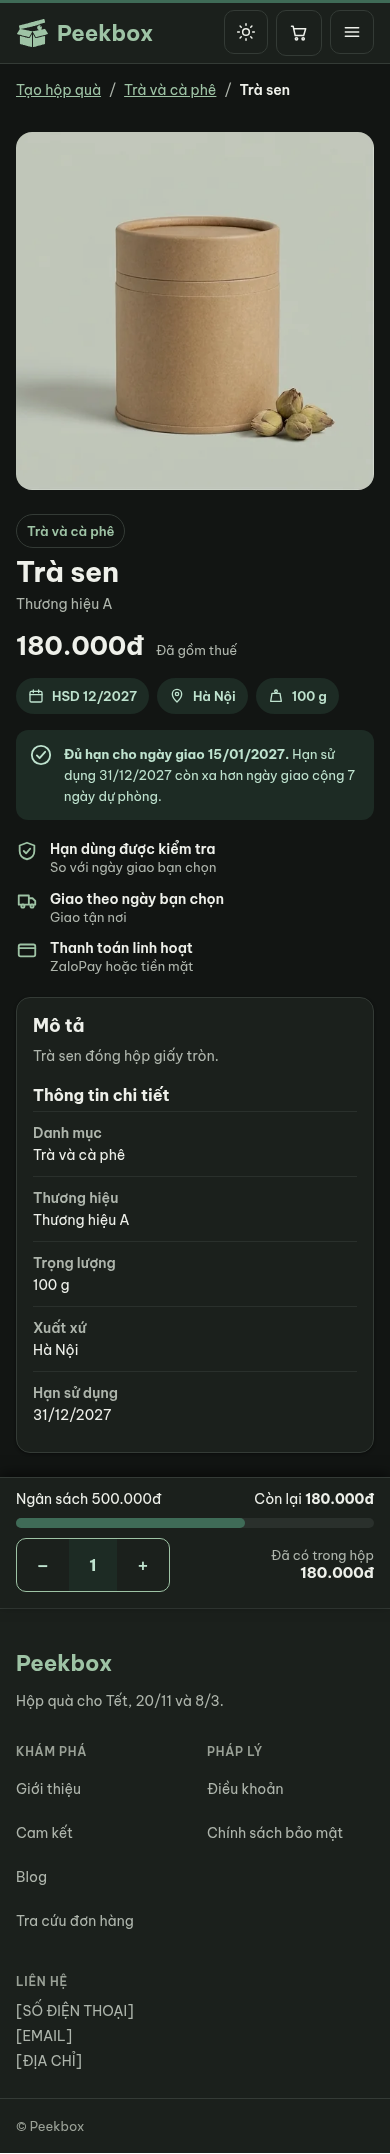 Peekbox
Tạo hộp quà / Trà và cà phê / Trà sen
Trà và cà phê
Trà sen
Thương hiệu A
180.000đ Đã gồm thuế
HSD 12/2027 Hà Nội 100 g
Đủ hạn cho ngày giao 15/01/2027. Hạn sử
dụng 31/12/2027 còn xa hơn ngày giao cộng 7
ngày dự phòng.
Hạn dùng được kiểm tra
So với ngày giao bạn chọn
Giao theo ngày bạn chọn
Giao tận nơi
Thanh toán linh hoạt
ZaloPay hoặc tiền mặt
Mô tả
Trà sen đóng hộp giấy tròn.
Thông tin chi tiết
Danh mục
Trà và cà phê
Thương hiệu
Thương hiệu A
Trọng lượng
100 g
Xuất xứ
Hà Nội
Hạn sử dụng
31/12/2027
Ngân sách 500.000đ Còn lại 180.000đ
− 1 + Đã có trong hộp
180.000đ
Peekbox
Hộp quà cho Tết, 20/11 và 8/3.
KHÁM PHÁ
Giới thiệu
Cam kết
Blog
Tra cứu đơn hàng
PHÁP LÝ
Điều khoản
Chính sách bảo mật
LIÊN HỆ
[SỐ ĐIỆN THOẠI]
[EMAIL]
[ĐỊA CHỈ]
© Peekbox